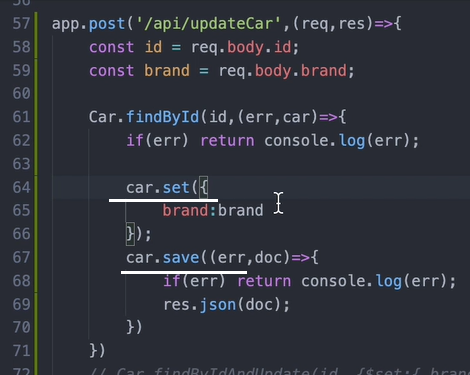 57 app.post('/api/updateCar',(req,res)=>{
58 const id = req.body.id;
59 const brand = req.body.brand;
60
61 Car.findById(id,(err,car)=>{
62 if(err) return console.log(err);
63
64 car.set({
65 brand:brand
66 });
67 car.save((err,doc)=>{
68 if(err) return console.log(err);
69 res.json(doc);
70 })
71 })
72 // Car.findByIdAndUpdate(id, {$set:{ bran